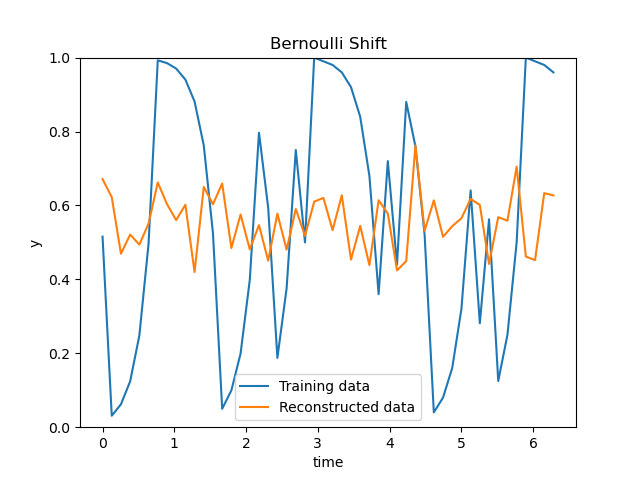 Bernoulli Shift
1.0
0.8
0.6
0.4
0.2
0.0
y
Training data
Reconstructed data
0 1 2 3 4 5 6
time